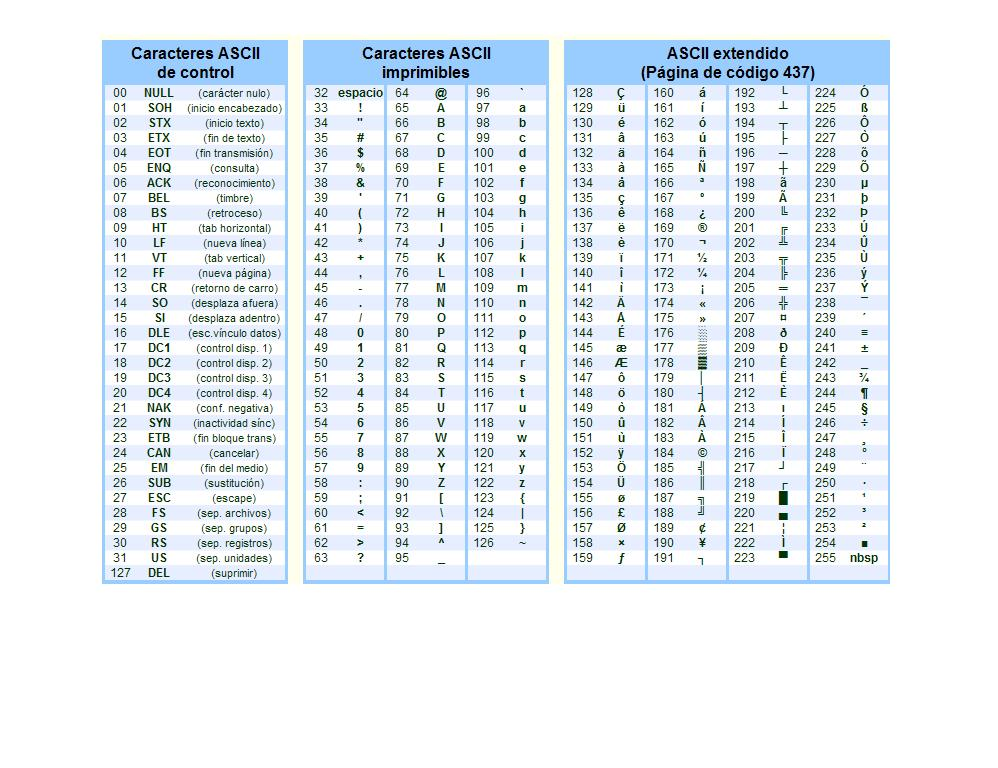 Caracteres ASCII
de control
00 NULL (carácter nulo)
01 SOH (inicio encabezado)
02 STX (inicio texto)
03 ETX (fin de texto)
04 EOT (fin transmisión)
05 ENQ (consulta)
06 ACK (reconocimiento)
07 BEL (timbre)
08 BS (retroceso)
09 HT (tab horizontal)
10 LF (nueva línea)
11 VT (tab vertical)
12 FF (nueva página)
13 CR (retorno de carro)
14 SO (desplaza afuera)
15 SI (desplaza adentro)
16 DLE (esc.vínculo datos)
17 DC1 (control disp. 1)
18 DC2 (control disp. 2)
19 DC3 (control disp. 3)
20 DC4 (control disp. 4)
21 NAK (conf. negativa)
22 SYN (inactividad sínc)
23 ETB (fin bloque trans)
24 CAN (cancelar)
25 EM (fin del medio)
26 SUB (sustitución)
27 ESC (escape)
28 FS (sep. archivos)
29 GS (sep. grupos)
30 RS (sep. registros)
31 US (sep. unidades)
127 DEL (suprimir)
Caracteres ASCII
imprimibles
32 espacio 64 @ 96 `
33 ! 65 A 97 a
34 " 66 B 98 b
35 # 67 C 99 c
36 $ 68 D 100 d
37 % 69 E 101 e
38 & 70 F 102 f
39 ' 71 G 103 g
40 ( 72 H 104 h
41 ) 73 I 105 i
42 * 74 J 106 j
43 + 75 K 107 k
44 , 76 L 108 l
45 - 77 M 109 m
46 . 78 N 110 n
47 / 79 O 111 o
48 0 80 P 112 p
49 1 81 Q 113 q
50 2 82 R 114 r
51 3 83 S 115 s
52 4 84 T 116 t
53 5 85 U 117 u
54 6 86 V 118 v
55 7 87 W 119 w
56 8 88 X 120 x
57 9 89 Y 121 y
58 : 90 Z 122 z
59 ; 91 [ 123 {
60 < 92 \ 124 |
61 = 93 ] 125 }
62 > 94 ^ 126 ~
63 ? 95 _
ASCII extendido
(Página de código 437)
128 Ç 160 á 192 └ 224 Ó
129 ü 161 í 193 ┴ 225 ß
130 é 162 ó 194 ┬ 226 Ô
131 â 163 ú 195 ├ 227 Ò
132 ä 164 ñ 196 ─ 228 õ
133 à 165 Ñ 197 ┼ 229 Õ
134 å 166 ª 198 ã 230 µ
135 ç 167 º 199 Ã 231 þ
136 ê 168 ¿ 200 ╚ 232 Þ
137 ë 169 ® 201 ╔ 233 Ú
138 è 170 ¬ 202 ╩ 234 Û
139 ï 171 ½ 203 ╦ 235 Ù
140 î 172 ¼ 204 ╠ 236 ý
141 ì 173 ¡ 205 ═ 237 Ý
142 Ä 174 « 206 ╬ 238 ¯
143 Å 175 » 207 ¤ 239 ´
144 É 176 ░ 208 ð 240 ≡
145 æ 177 ▒ 209 Ð 241 ±
146 Æ 178 ▓ 210 Ê 242 _
147 ô 179 │ 211 Ë 243 ¾
148 ö 180 ┤ 212 È 244 ¶
149 ò 181 Á 213 ı 245 §
150 û 182 Â 214 Í 246 ÷
151 ù 183 À 215 Î 247 ¸
152 ÿ 184 © 216 Ï 248 °
153 Ö 185 ╣ 217 ┘ 249 ¨
154 Ü 186 ║ 218 ┌ 250 ·
155 ø 187 ╗ 219 █ 251 ¹
156 £ 188 ╝ 220 ▄ 252 ³
157 Ø 189 ¢ 221 ¦ 253 ²
158 × 190 ¥ 222 Ì 254 ■
159 ƒ 191 ┐ 223 ▀ 255 nbsp